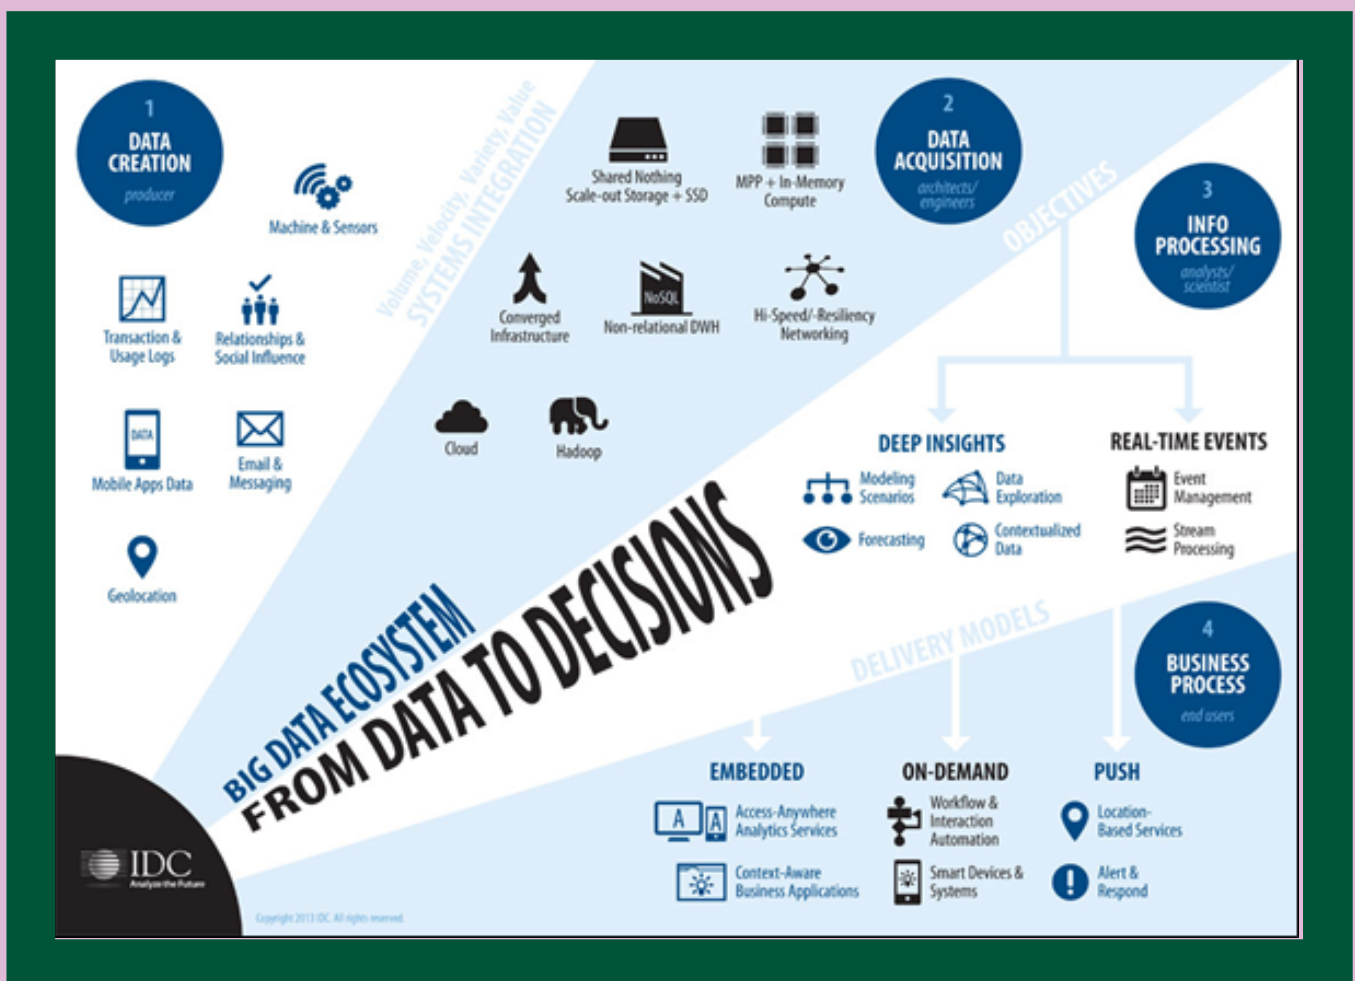 1
DATA
CREATION
producer
Machine & Sensors
Transaction &
Usage Logs
Relationships &
Social Influence
DATA
Mobile Apps Data
Email &
Messaging
Geolocation
Volume, Velocity, Variety, Value
SYSTEMS INTEGRATION
2
DATA
ACQUISITION
architects/
engineers
Shared Nothing
Scale-out Storage + SSD
MPP + In-Memory
Compute
Converged
Infrastructure
NoSQL
Non-relational DWH
Hi-Speed/-Resiliency
Networking
Cloud
Hadoop
OBJECTIVES
3
INFO
PROCESSING
analysts/
scientist
DEEP INSIGHTS
Modeling
Scenarios
Data
Exploration
Forecasting
Contextualized
Data
REAL-TIME EVENTS
Event
Management
Stream
Processing
BIG DATA ECOSYSTEM
FROM DATA TO DECISIONS
DELIVERY MODELS
4
BUSINESS
PROCESS
end users
EMBEDDED
A
A
Access-Anywhere
Analytics Services
Context-Aware
Business Applications
ON-DEMAND
Workflow &
Interaction
Automation
Smart Devices &
Systems
PUSH
Location-
Based Services
Alert &
Respond
IDC
Analyze the Future
Copyright 2013 IDC. All rights reserved.